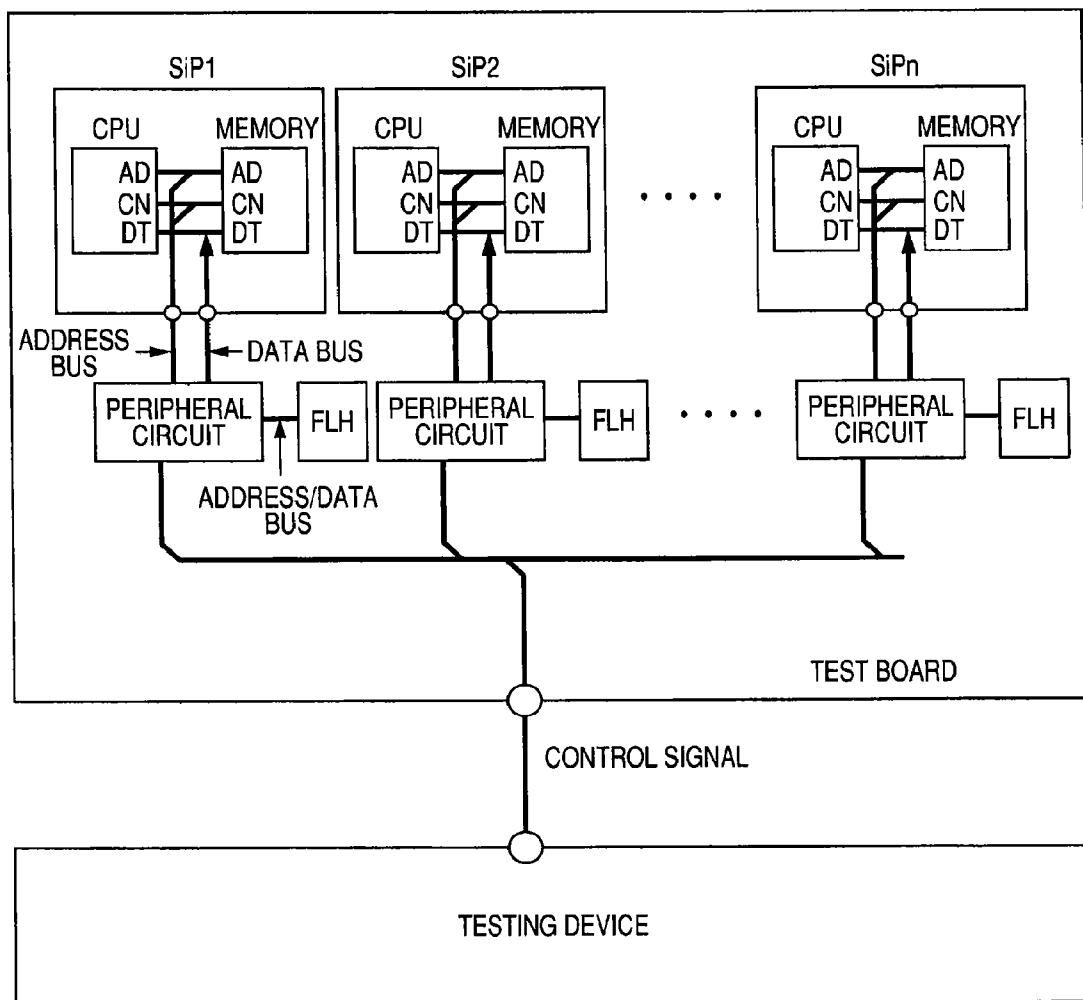 SiP1
SiP2
SiPn
CPU
MEMORY
CPU
MEMORY
CPU
MEMORY
AD
AD
AD
AD
AD
AD
CN
CN
CN
CN
CN
CN
DT
DT
DT
DT
DT
DT
ADDRESS
BUS
DATA BUS
PERIPHERAL
CIRCUIT
FLH
PERIPHERAL
CIRCUIT
FLH
PERIPHERAL
CIRCUIT
FLH
ADDRESS/DATA
BUS
TEST BOARD
CONTROL SIGNAL
TESTING DEVICE